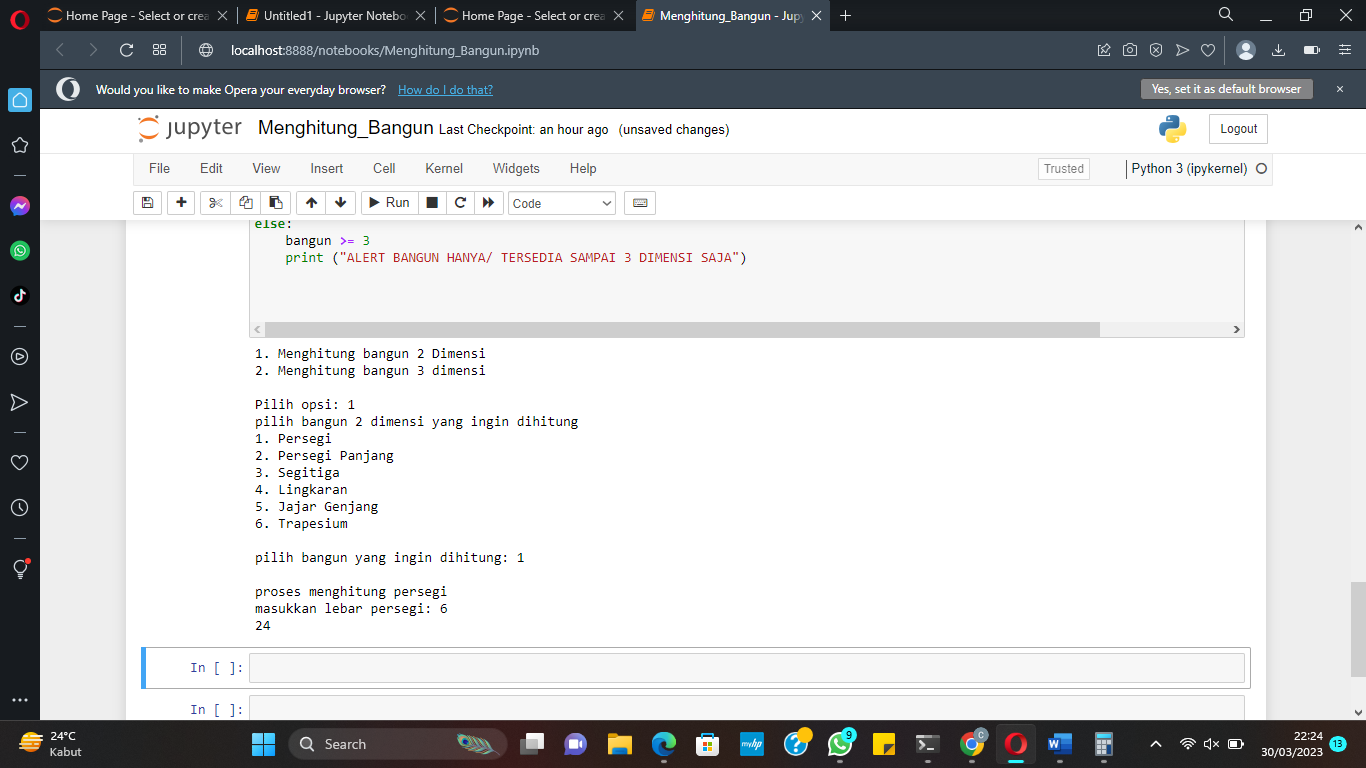 Home Page - Select or crea
Untitled1 - Jupyter Notebo
Home Page - Select or crea
Menghitung_Bangun - Jup
localhost:8888/notebooks/Menghitung_Bangun.ipynb
Would you like to make Opera your everyday browser? How do I do that? Yes, set it as default browser
jupyter Menghitung_Bangun Last Checkpoint: an hour ago (unsaved changes) Logout
File Edit View Insert Cell Kernel Widgets Help Trusted Python 3 (ipykernel)
Run Code
else:
    bangun >= 3
    print ("ALERT BANGUN HANYA/ TERSEDIA SAMPAI 3 DIMENSI SAJA")
1. Menghitung bangun 2 Dimensi
2. Menghitung bangun 3 dimensi
Pilih opsi: 1
pilih bangun 2 dimensi yang ingin dihitung
1. Persegi
2. Persegi Panjang
3. Segitiga
4. Lingkaran
5. Jajar Genjang
6. Trapesium
pilih bangun yang ingin dihitung: 1
proses menghitung persegi
masukkan lebar persegi: 6
24
In [ ]:
In [ ]:
24°C
Kabut
Search
myhp
9
C
22:24
30/03/2023
13